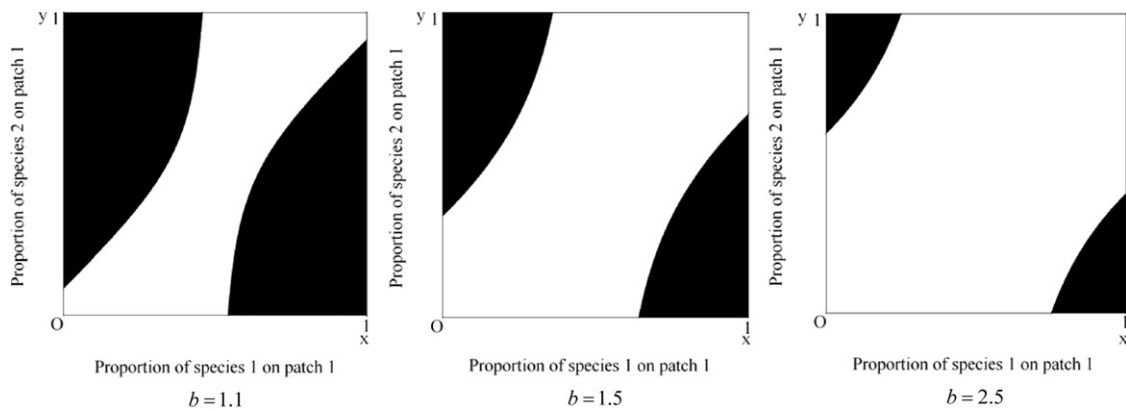 y 1
Proportion of species 2 on patch 1
O
1
x
Proportion of species 1 on patch 1
b = 1.1
y 1
Proportion of species 2 on patch 1
O
1
x
Proportion of species 1 on patch 1
b = 1.5
y 1
Proportion of species 2 on patch 1
O
1
x
Proportion of species 1 on patch 1
b = 2.5